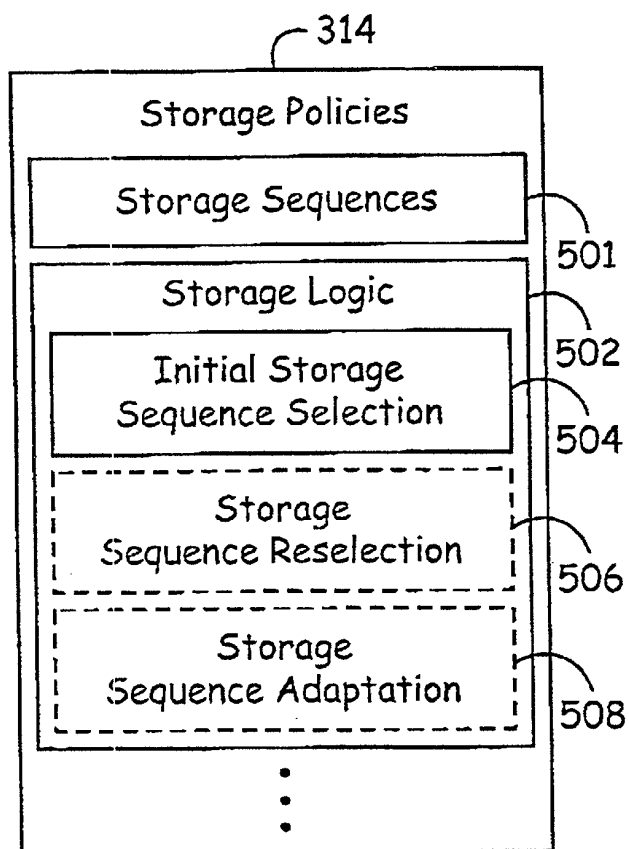 314
Storage Policies
Storage Sequences
501
Storage Logic
502
Initial Storage
Sequence Selection
504
Storage
Sequence Reselection
506
Storage
Sequence Adaptation
508